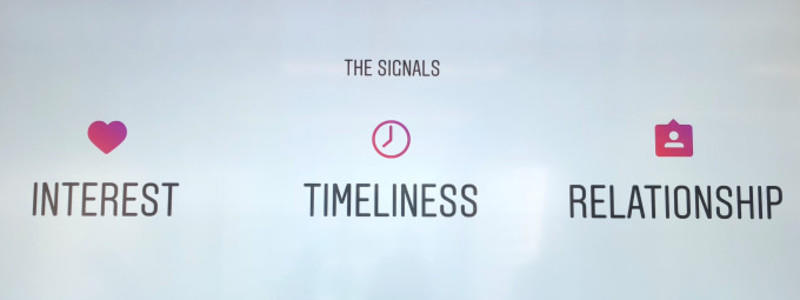 THE SIGNALS
INTEREST TIMELINESS RELATIONSHIP